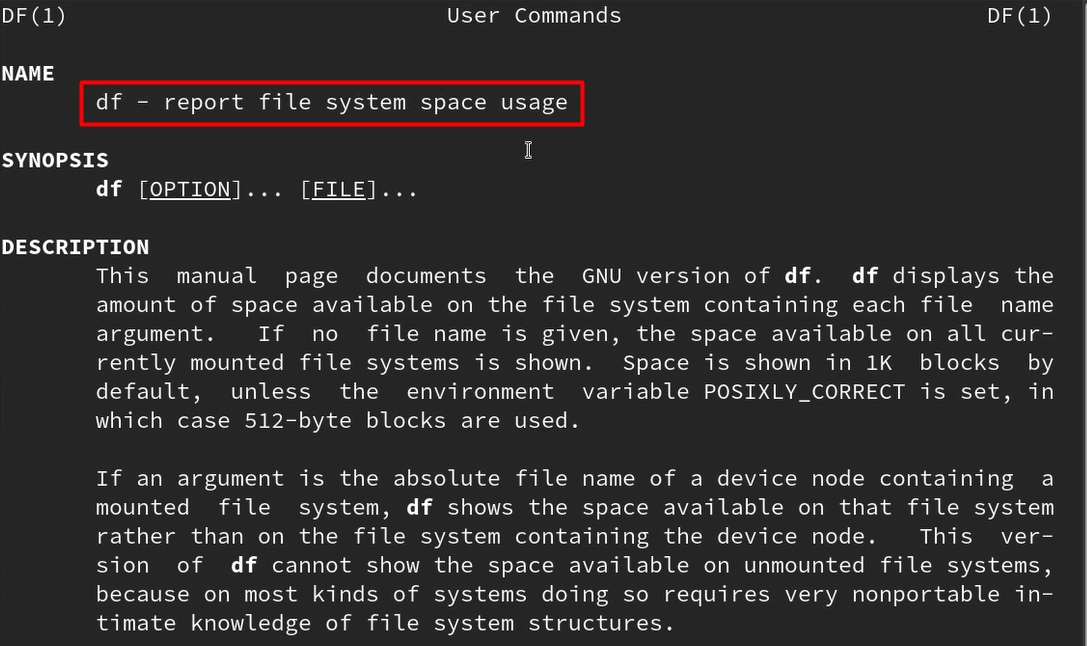 DF(1) User Commands DF(1)
NAME
df - report file system space usage
SYNOPSIS
df [OPTION]... [FILE]...
DESCRIPTION
This manual page documents the GNU version of df. df displays the
amount of space available on the file system containing each file name
argument. If no file name is given, the space available on all cur-
rently mounted file systems is shown. Space is shown in 1K blocks by
default, unless the environment variable POSIXLY_CORRECT is set, in
which case 512-byte blocks are used.
If an argument is the absolute file name of a device node containing a
mounted file system, df shows the space available on that file system
rather than on the file system containing the device node. This ver-
sion of df cannot show the space available on unmounted file systems,
because on most kinds of systems doing so requires very nonportable in-
timate knowledge of file system structures.